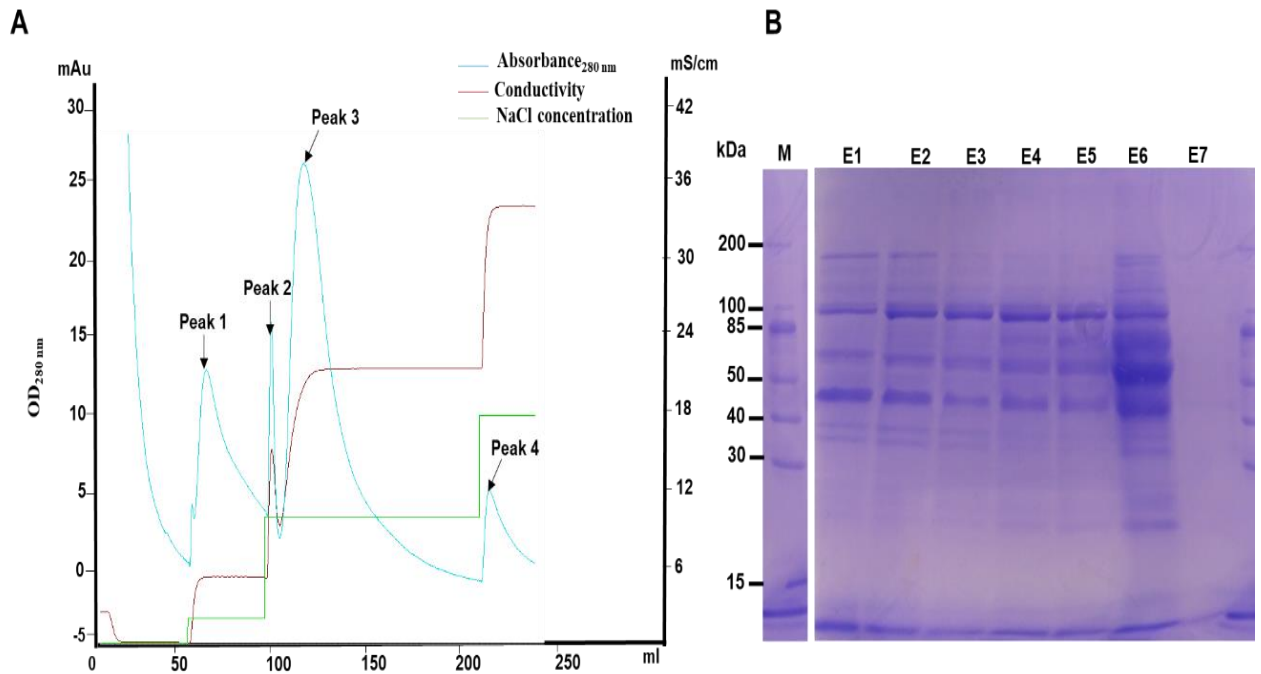 A
B
mAu
mS/cm
Absorbance280 nm
Conductivity
NaCl concentration
30
25
20
15
10
5
0
-5
OD280 nm
42
36
30
24
18
12
6
Peak 1
Peak 2
Peak 3
Peak 4
0 50 100 150 200 250 ml
kDa M E1 E2 E3 E4 E5 E6 E7
200
100
85
50
40
30
15